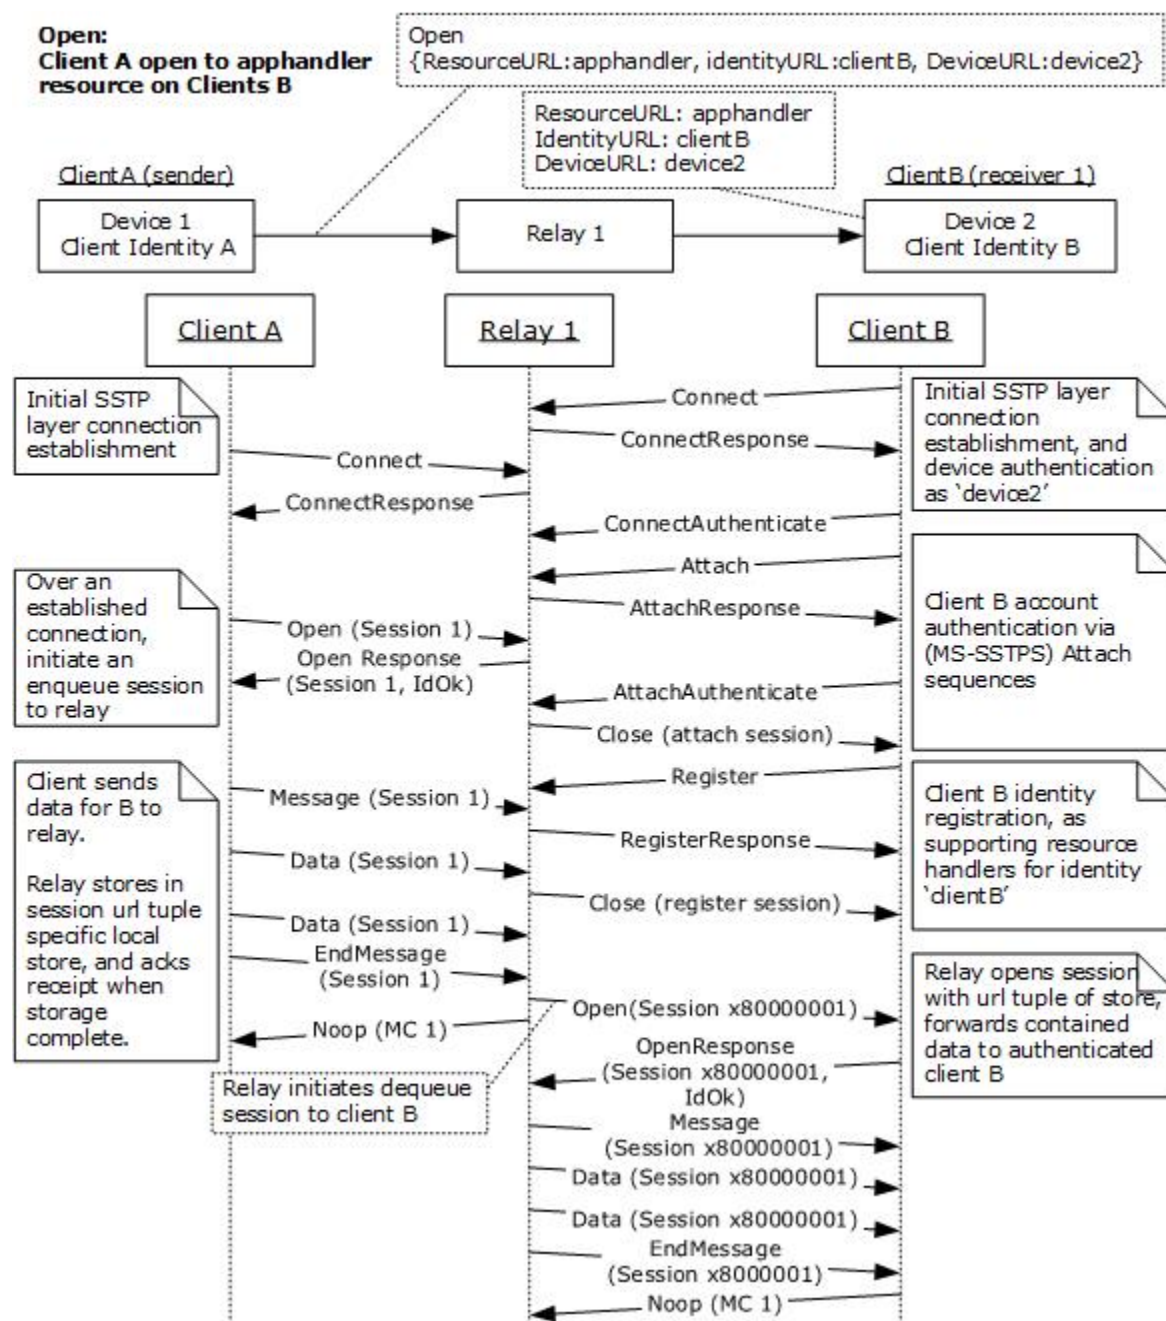 Open:
Client A open to apphandler
resource on Clients B
Open
{ResourceURL:apphandler, identityURL:clientB, DeviceURL:device2}
ResourceURL: apphandler
IdentityURL: clientB
DeviceURL: device2
ClientA (sender)
ClientB (receiver 1)
Device 1
Client Identity A
Relay 1
Device 2
Client Identity B
Client A
Relay 1
Client B
Initial SSTP
layer connection
establishment
Connect
ConnectResponse
Initial SSTP layer
connection
establishment, and
device authentication
as ‘device2’
Connect
ConnectResponse
ConnectAuthenticate
Attach
AttachResponse
Over an
established
connection,
initiate an
enqueue session
to relay
Open (Session 1)
Open Response
(Session 1, IdOk)
Client B account
authentication via
(MS-SSTPS) Attach
sequences
AttachAuthenticate
Close (attach session)
Register
Client sends
data for B to
relay.
Relay stores in
session url tuple
specific local
store, and acks
receipt when
storage
complete.
Message (Session 1)
RegisterResponse
Client B identity
registration, as
supporting resource
handlers for identity
‘clientB’
Data (Session 1)
Close (register session)
Data (Session 1)
EndMessage
(Session 1)
Open(Session x80000001)
Relay opens session
with url tuple of store,
forwards contained
data to authenticated
client B
Noop (MC 1)
OpenResponse
(Session x80000001,
IdOk)
Relay initiates dequeue
session to client B
Message
(Session x80000001)
Data (Session x80000001)
Data (Session x80000001)
EndMessage
(Session x8000001)
Noop (MC 1)